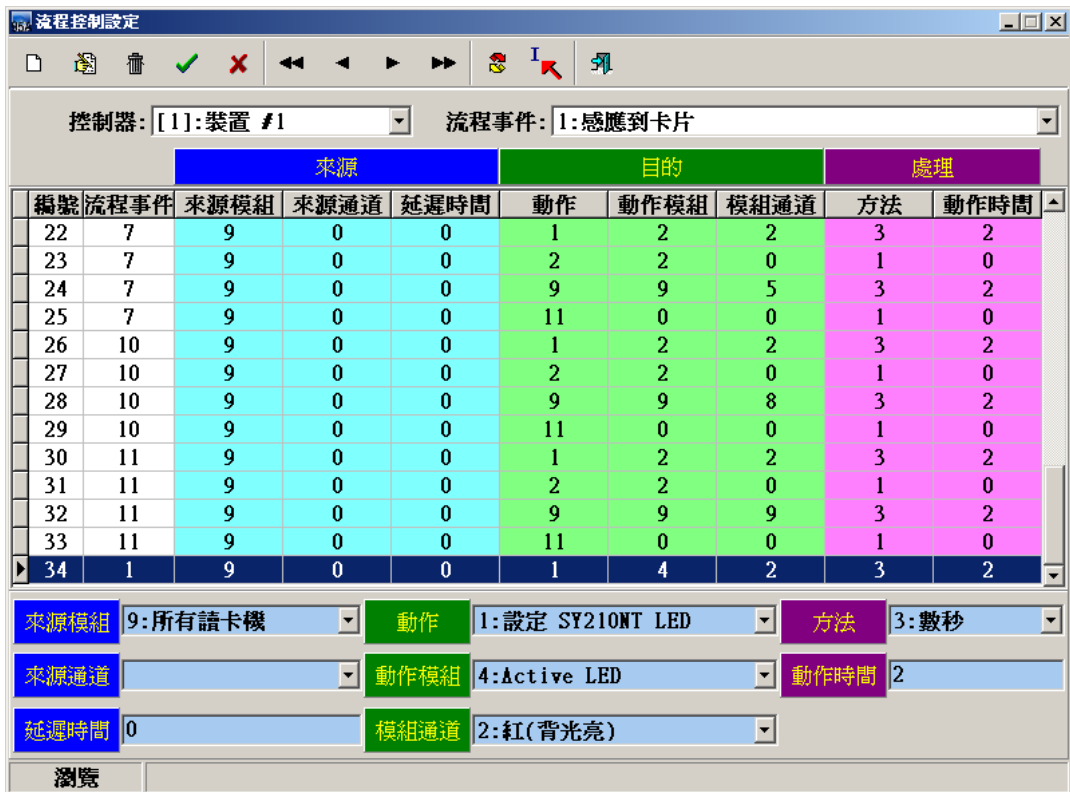 流程控制設定
控制器: [1]:裝置 #1 流程事件: 1:感應到卡片
來源 目的 處理
編號 流程事件 來源模組 來源通道 延遲時間 動作 動作模組 模組通道 方法 動作時間
22 7 9 0 0 1 2 2 3 2
23 7 9 0 0 2 2 0 1 0
24 7 9 0 0 9 9 5 3 2
25 7 9 0 0 11 0 0 1 0
26 10 9 0 0 1 2 2 3 2
27 10 9 0 0 2 2 0 1 0
28 10 9 0 0 9 9 8 3 2
29 10 9 0 0 11 0 0 1 0
30 11 9 0 0 1 2 2 3 2
31 11 9 0 0 2 2 0 1 0
32 11 9 0 0 9 9 9 3 2
33 11 9 0 0 11 0 0 1 0
34 1 9 0 0 1 4 2 3 2
來源模組 9:所有讀卡機 動作 1:設定 SY210NT LED 方法 3:數秒
來源通道 動作模組 4:Active LED 動作時間 2
延遲時間 0 模組通道 2:紅(背光亮)
瀏覽